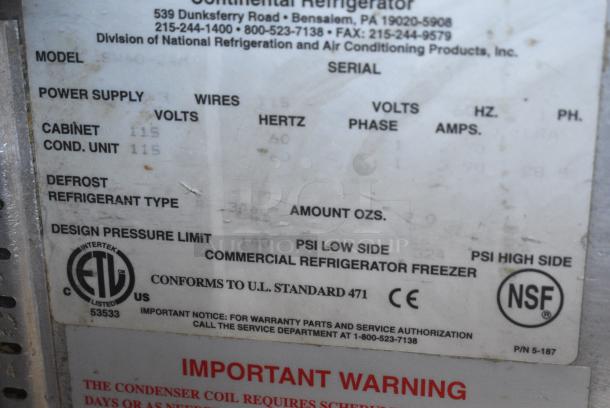 Continental Refrigerator
539 Dunksferry Road • Bensalem, PA 19020-5908
215-244-1400 • 800-523-7138 • FAX: 215-244-9579
Division of National Refrigeration and Air Conditioning Products, Inc.
MODEL
SERIAL
POWER SUPPLY WIRES 115 VOLTS HZ. PH.
VOLTS HERTZ PHASE AMPS.
CABINET 115 60 1
COND. UNIT 115
DEFROST
REFRIGERANT TYPE AMOUNT OZS.
DESIGN PRESSURE LIMIT PSI LOW SIDE PSI HIGH SIDE
COMMERCIAL REFRIGERATOR FREEZER
INTERTEK
ETL
LISTED
C US
53533
CONFORMS TO U.L. STANDARD 471 CE
NSF
®
IMPORTANT NOTICE: FOR WARRANTY PARTS AND SERVICE AUTHORIZATION
CALL THE SERVICE DEPARTMENT AT 1-800-523-7138
P/N 5-187
IMPORTANT WARNING
THE CONDENSER COIL REQUIRES
DAYS OR AS